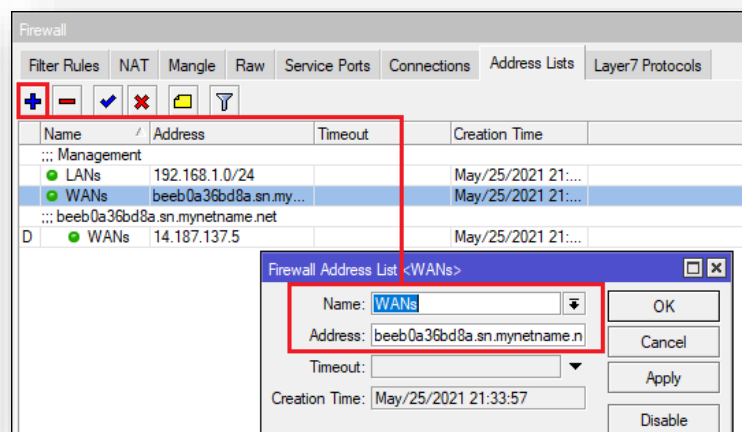 Firewall
Filter Rules NAT Mangle Raw Service Ports Connections Address Lists Layer7 Protocols
Name Address Timeout Creation Time
;;; Management
LANs 192.168.1.0/24 May/25/2021 21:...
WANs beeb0a36bd8a.sn.my... May/25/2021 21:...
;;; beeb0a36bd8a.sn.mynetname.net
D WANs 14.187.137.5 May/25/2021 21:...
Firewall Address List <WANs>
Name: WANs OK
Address: beeb0a36bd8a.sn.mynetname.n Cancel
Timeout: Apply
Creation Time: May/25/2021 21:33:57
Disable